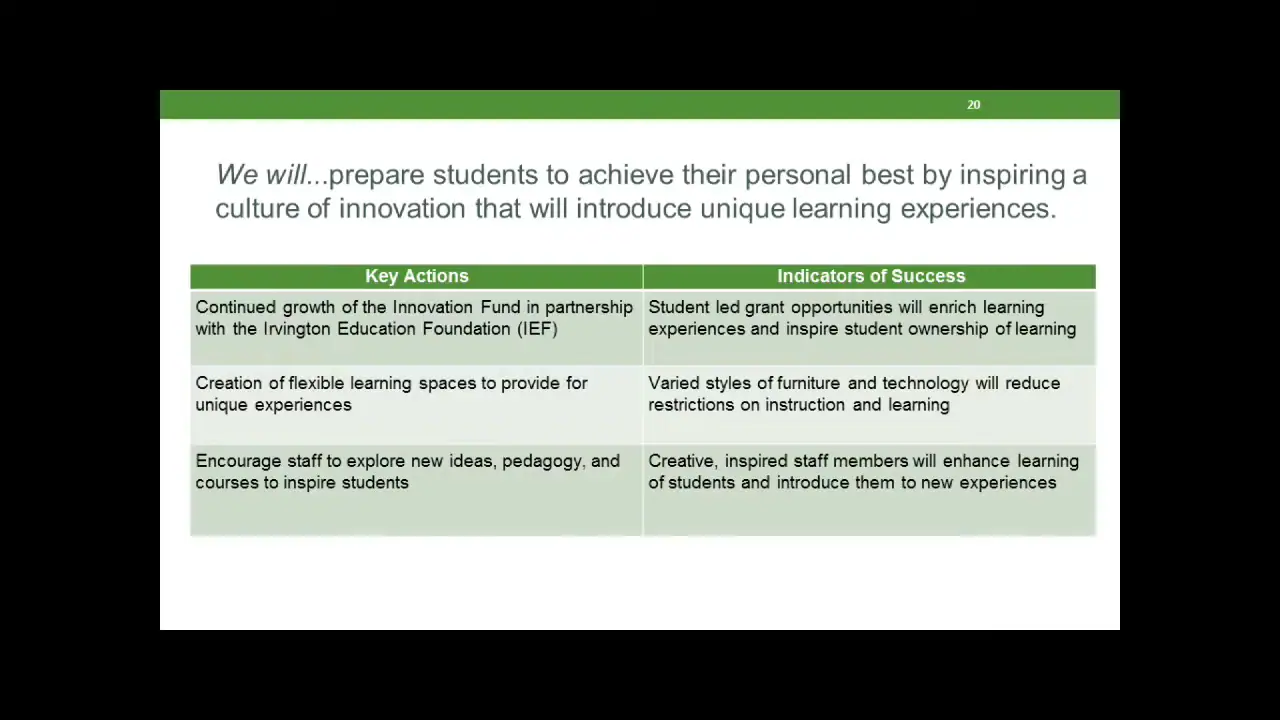 20
We will...prepare students to achieve their personal best by inspiring a
culture of innovation that will introduce unique learning experiences.
Key Actions
Indicators of Success
Continued growth of the Innovation Fund in partnership
with the Irvington Education Foundation (IEF)
Student led grant opportunities will enrich learning
experiences and inspire student ownership of learning
Creation of flexible learning spaces to provide for
unique experiences
Varied styles of furniture and technology will reduce
restrictions on instruction and learning
Encourage staff to explore new ideas, pedagogy, and
courses to inspire students
Creative, inspired staff members will enhance learning
of students and introduce them to new experiences